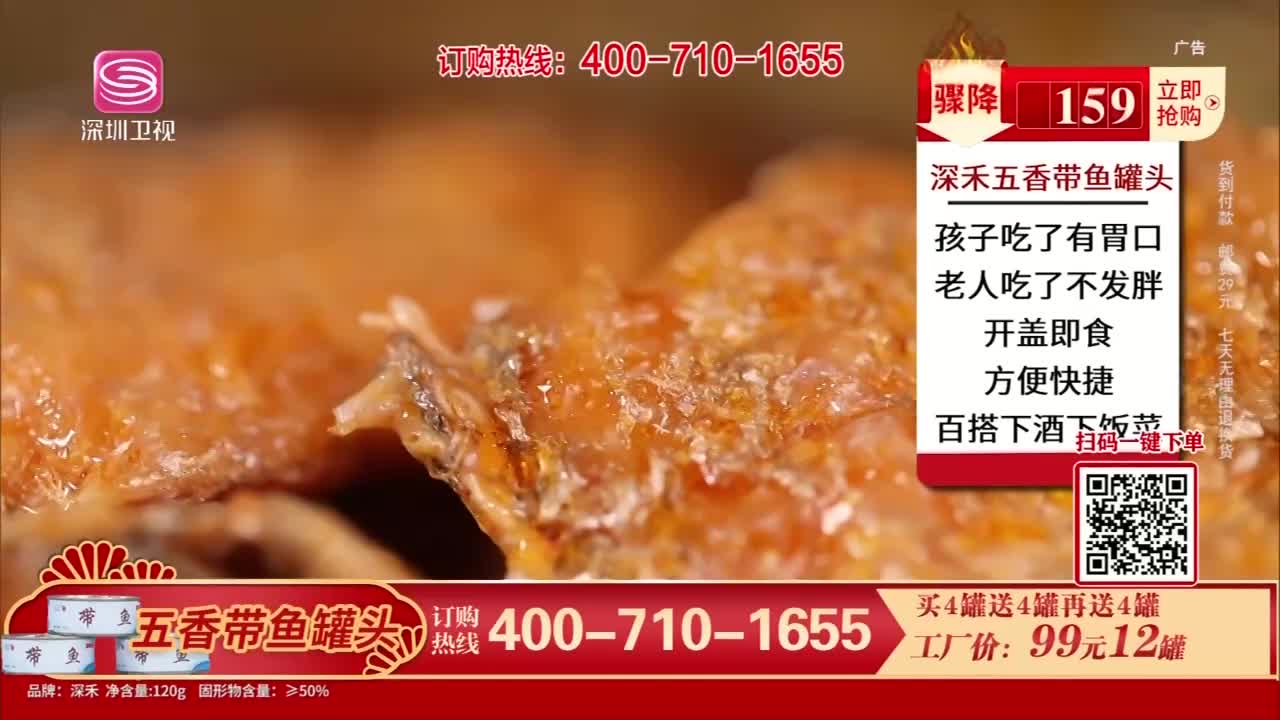 订购热线：400-710-1655
广告
深圳卫视
骤降 159 立即
抢购
深禾五香带鱼罐头
孩子吃了有胃口
老人吃了不发胖
开盖即食
方便快捷
百搭下酒下饭菜
货到付款 邮费29元 七天无理由退换货
扫码一键下单
带鱼
带鱼
带鱼
五香带鱼罐头
订购
热线
400-710-1655
买4罐送4罐再送4罐
工厂价：99元12罐
品牌：深禾 净含量:120g 固形物含量：≥50%